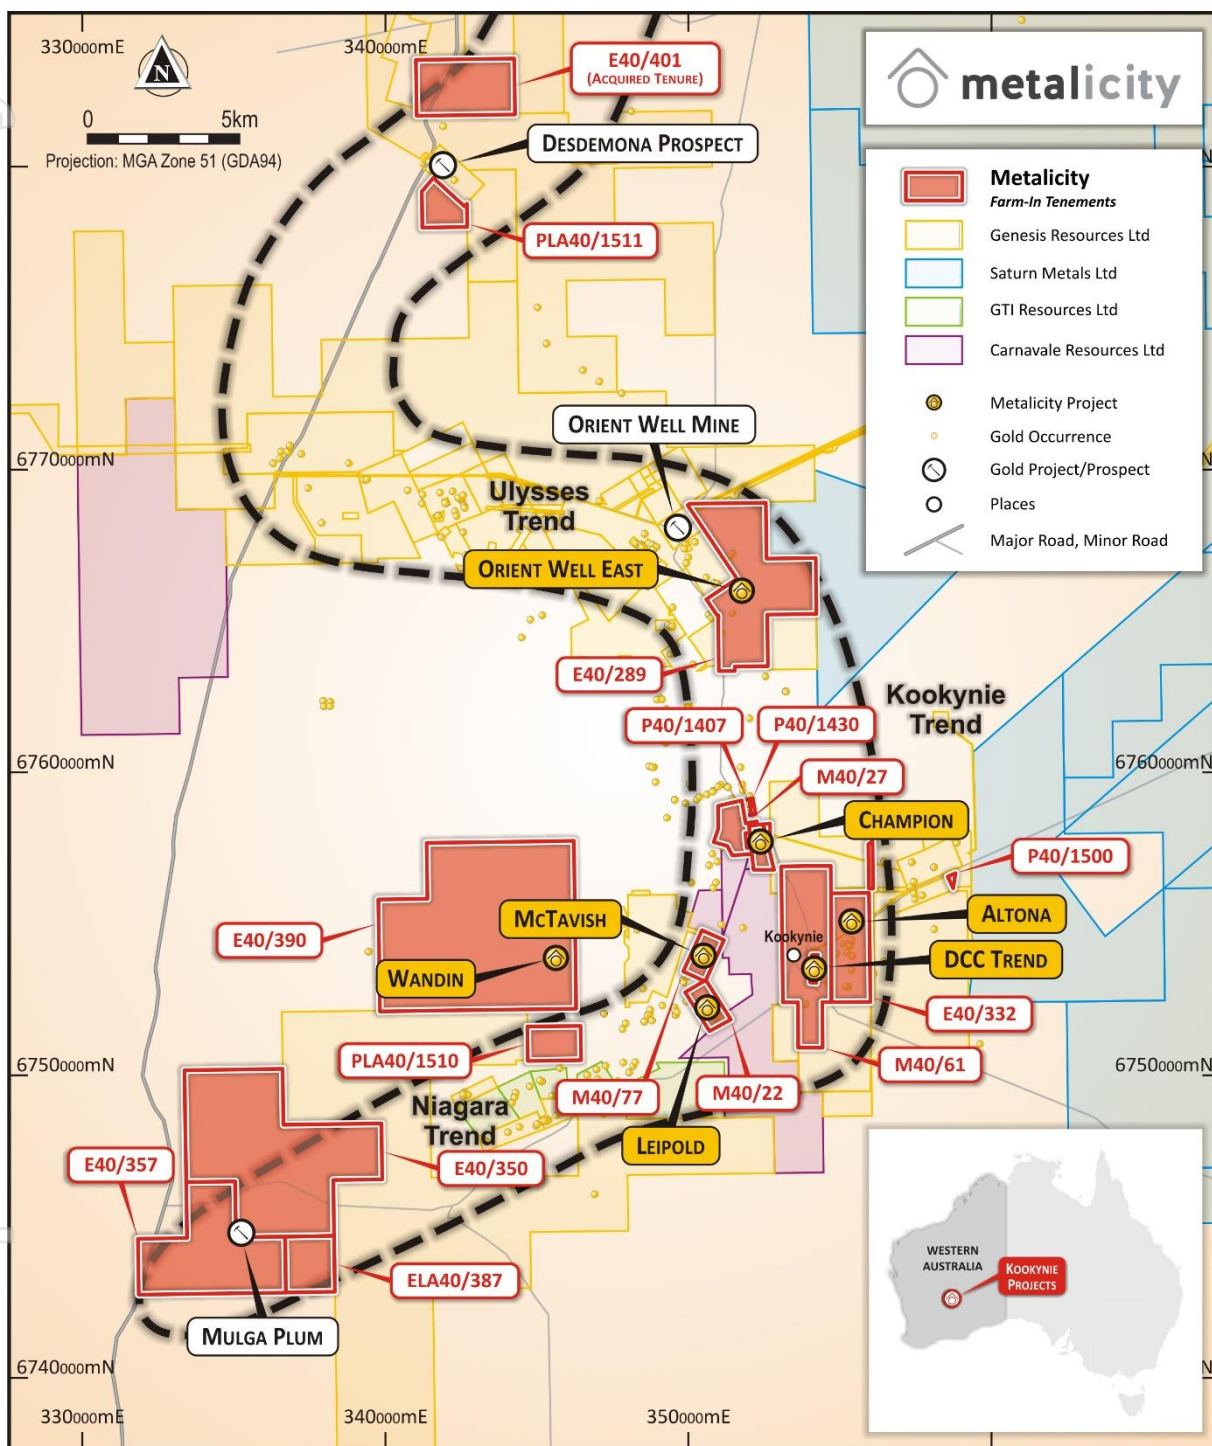 330000mE
340000mE
E40/401
(ACQUIRED TENURE)
N
0 5km
Projection: MGA Zone 51 (GDA94)
DESDEMONA PROSPECT
PLA40/1511
metalicity
Metalicity
Farm-In Tenements
Genesis Resources Ltd
Saturn Metals Ltd
GTI Resources Ltd
Carnavale Resources Ltd
Metalicity Project
Gold Occurrence
Gold Project/Prospect
Places
Major Road, Minor Road
ORIENT WELL MINE
6770000mN
Ulysses
Trend
ORIENT WELL EAST
E40/289
Kookynie
Trend
P40/1407
P40/1430
6760000mN
6760000mN
M40/27
CHAMPION
P40/1500
MCTAVISH
ALTONA
E40/390
Kookynie
WANDIN
DCC TREND
E40/332
PLA40/1510
M40/61
6750000mN
6750000mN
M40/77
M40/22
Niagara
Trend
LEIPOLD
E40/357
E40/350
ELA40/387
MULGA PLUM
WESTERN
AUSTRALIA
KOOKYNIE
PROJECTS
6740000mN
330000mE
340000mE
350000mE